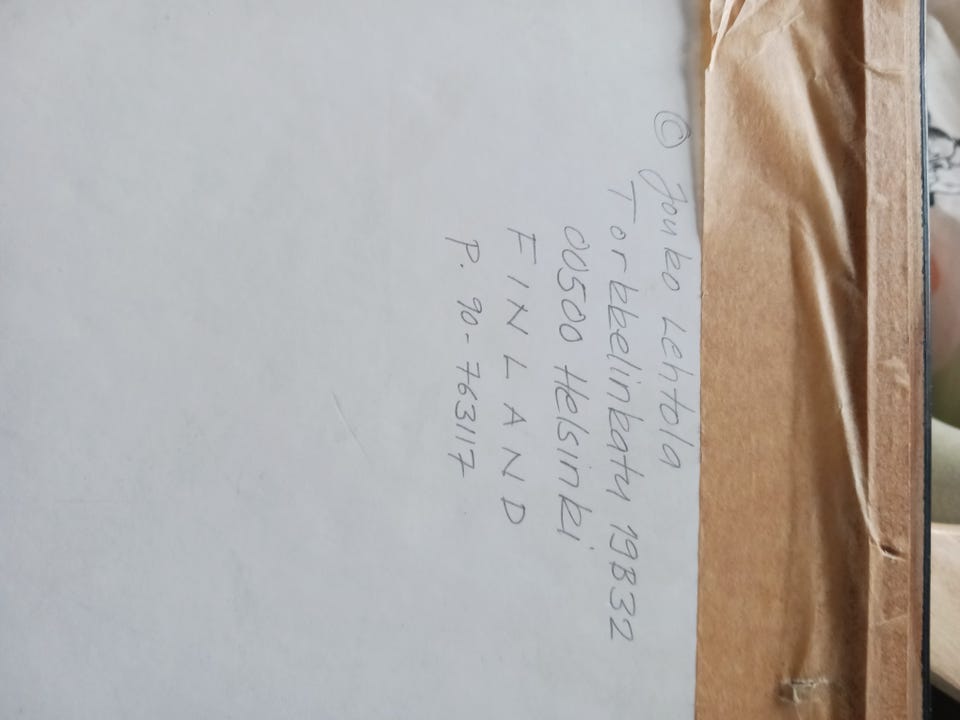 © Jouko Lehtola
Torkkelinkatu 19B32
00500 Helsinki
FINLAND
P. 90-763117